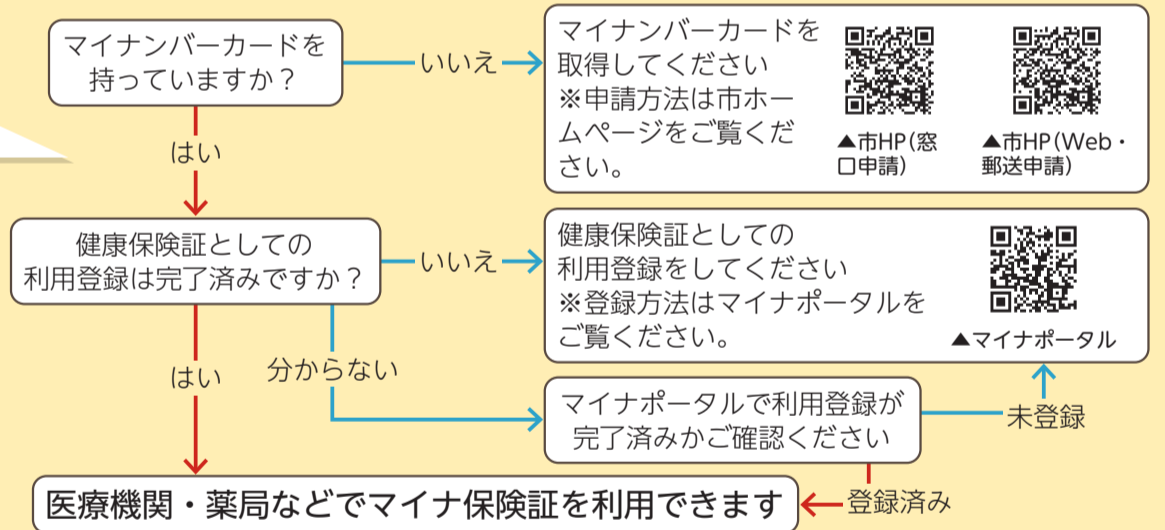 マイナンバーカードを
持っていますか？
いいえ
マイナンバーカードを
取得してください
※申請方法は市ホー
ムページをご覧くだ
さい。
▲市HP(窓
口申請)
▲市HP(Web・
郵送申請)
はい
健康保険証としての
利用登録は完了済みですか？
いいえ
健康保険証としての
利用登録をしてください
※登録方法はマイナポータルを
ご覧ください。
▲マイナポータル
はい
分からない
マイナポータルで利用登録が
完了済みかご確認ください
未登録
登録済み
医療機関・薬局などでマイナ保険証を利用できます